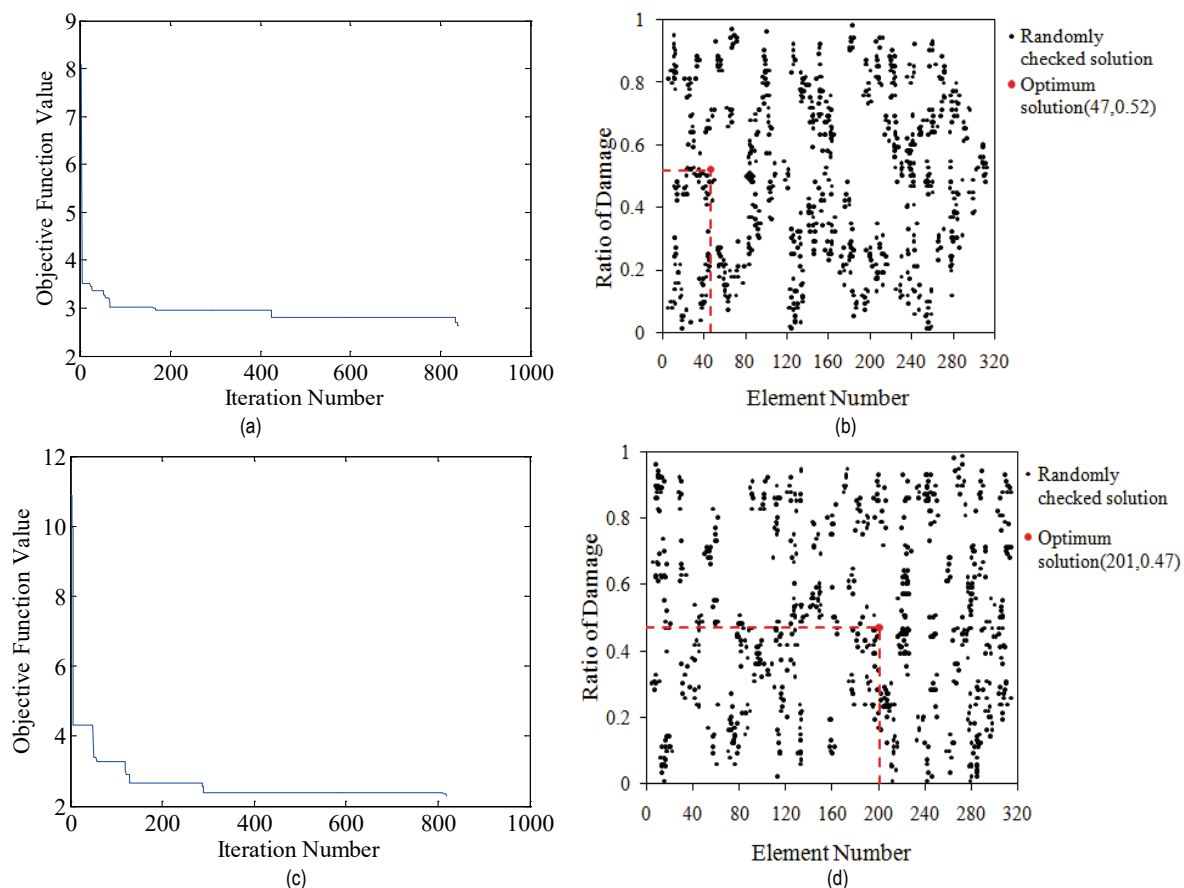 9
8
7
6
5
4
3
2
Objective Function Value
0
200
400
600
800
1000
Iteration Number
(a)
1
0.8
0.6
0.4
0.2
0
Ratio of Damage
0
40
80
120
160
200
240
280
320
Element Number
(b)
Randomly
checked solution
Optimum
solution(47,0.52)
12
10
8
6
4
2
Objective Function Value
0
200
400
600
800
1000
Iteration Number
(c)
1
0.8
0.6
0.4
0.2
0
Ratio of Damage
0
40
80
120
160
200
240
280
320
Element Number
(d)
Randomly
checked solution
Optimum
solution(201,0.47)